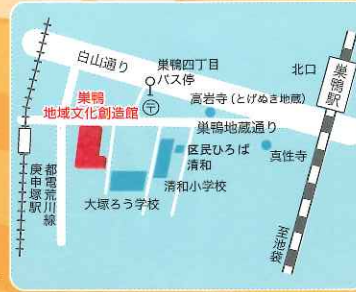 白山通り
巣鴨四丁目
バス停
北口
巣鴨駅
巣鴨
地域文化創造館
〒
高岩寺(とげぬき地蔵)
巣鴨地蔵通り
区民ひろば
清和
真性寺
清和小学校
大塚ろう学校
都電荒川線
庚申塚駅
至池袋